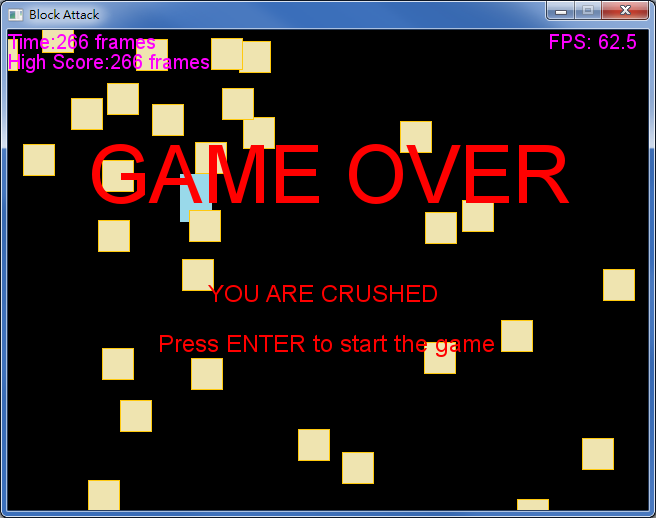 Block Attack
Time:266 frames
FPS: 62.5
High Score:266 frames
GAME OVER
YOU ARE CRUSHED
Press ENTER to start the game